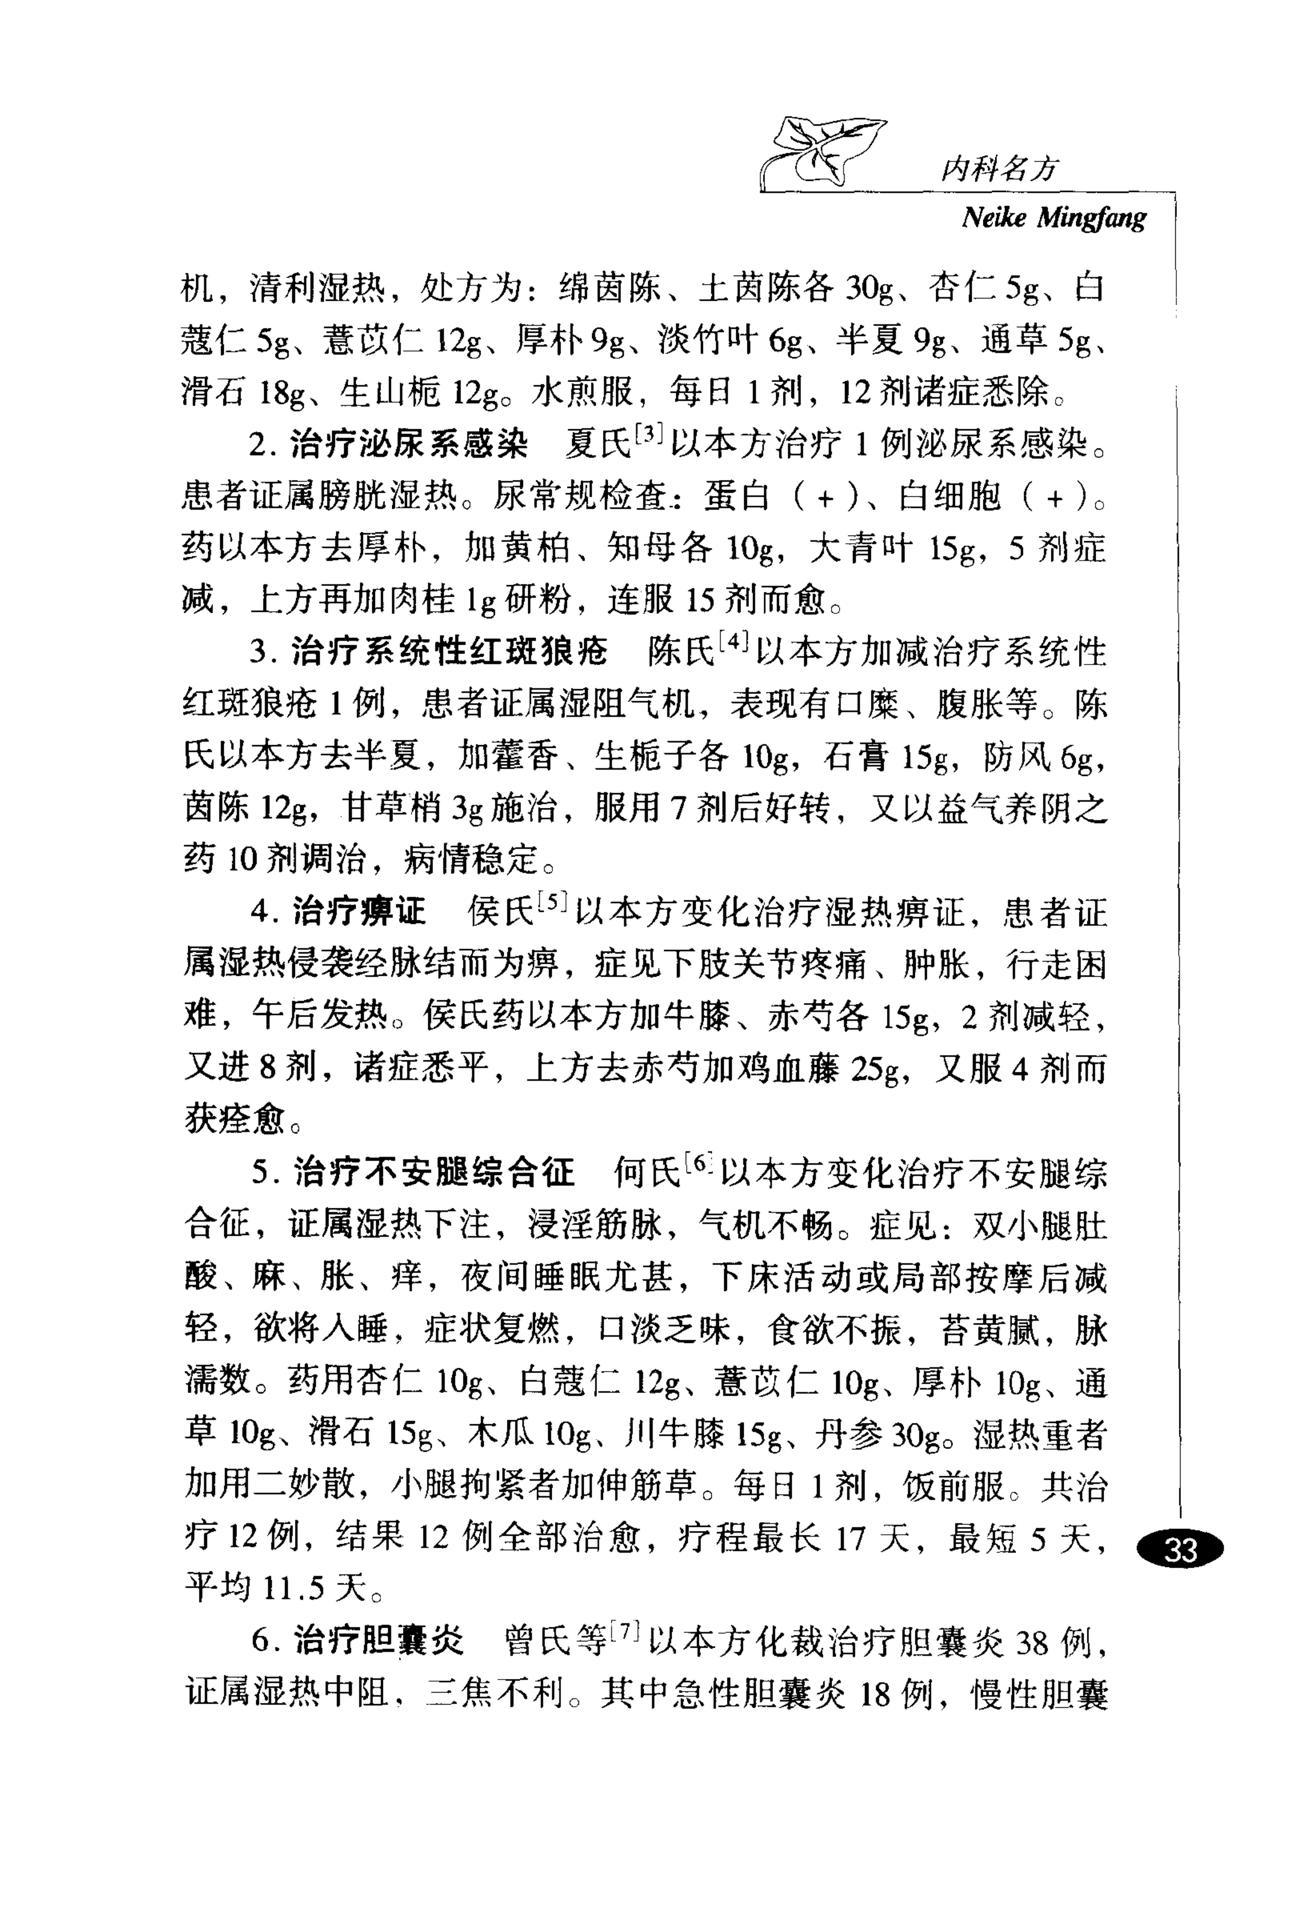 内科名方
Neike Mingfang
机，清利湿热，处方为：绵茵陈、土茵陈各 30g、杏仁 5g、白
蔻仁 5g、薏苡仁 12g、厚朴 9g、淡竹叶 6g、半夏 9g、通草 5g、
滑石 18g、生山栀 12g。水煎服，每日 1 剂，12 剂诸症悉除。
2. 治疗泌尿系感染　夏氏[3]以本方治疗 1 例泌尿系感染。
患者证属膀胱湿热。尿常规检查：蛋白（+）、白细胞（+）。
药以本方去厚朴，加黄柏、知母各 10g，大青叶 15g，5 剂症
减，上方再加肉桂 1g 研粉，连服 15 剂而愈。
3. 治疗系统性红斑狼疮　陈氏[4]以本方加减治疗系统性
红斑狼疮 1 例，患者证属湿阻气机，表现有口糜、腹胀等。陈
氏以本方去半夏，加藿香、生栀子各 10g，石膏 15g，防风 6g，
茵陈 12g，甘草梢 3g 施治，服用 7 剂后好转，又以益气养阴之
药 10 剂调治，病情稳定。
4. 治疗痹证　侯氏[5]以本方变化治疗湿热痹证，患者证
属湿热侵袭经脉结而为痹，症见下肢关节疼痛、肿胀，行走困
难，午后发热。侯氏药以本方加牛膝、赤芍各 15g，2 剂减轻，
又进 8 剂，诸症悉平，上方去赤芍加鸡血藤 25g，又服 4 剂而
获痊愈。
5. 治疗不安腿综合征　何氏[6]以本方变化治疗不安腿综
合征，证属湿热下注，浸淫筋脉，气机不畅。症见：双小腿肚
酸、麻、胀、痒，夜间睡眠尤甚，下床活动或局部按摩后减
轻，欲将入睡，症状复燃，口淡乏味，食欲不振，苔黄腻，脉
濡数。药用杏仁 10g、白蔻仁 12g、薏苡仁 10g、厚朴 10g、通
草 10g、滑石 15g、木瓜 10g、川牛膝 15g、丹参 30g。湿热重者
加用二妙散，小腿拘紧者加伸筋草。每日 1 剂，饭前服。共治
疗 12 例，结果 12 例全部治愈，疗程最长 17 天，最短 5 天，
平均 11.5 天。
33
6. 治疗胆囊炎　曾氏等[7]以本方化裁治疗胆囊炎 38 例，
证属湿热中阻，三焦不利。其中急性胆囊炎 18 例，慢性胆囊